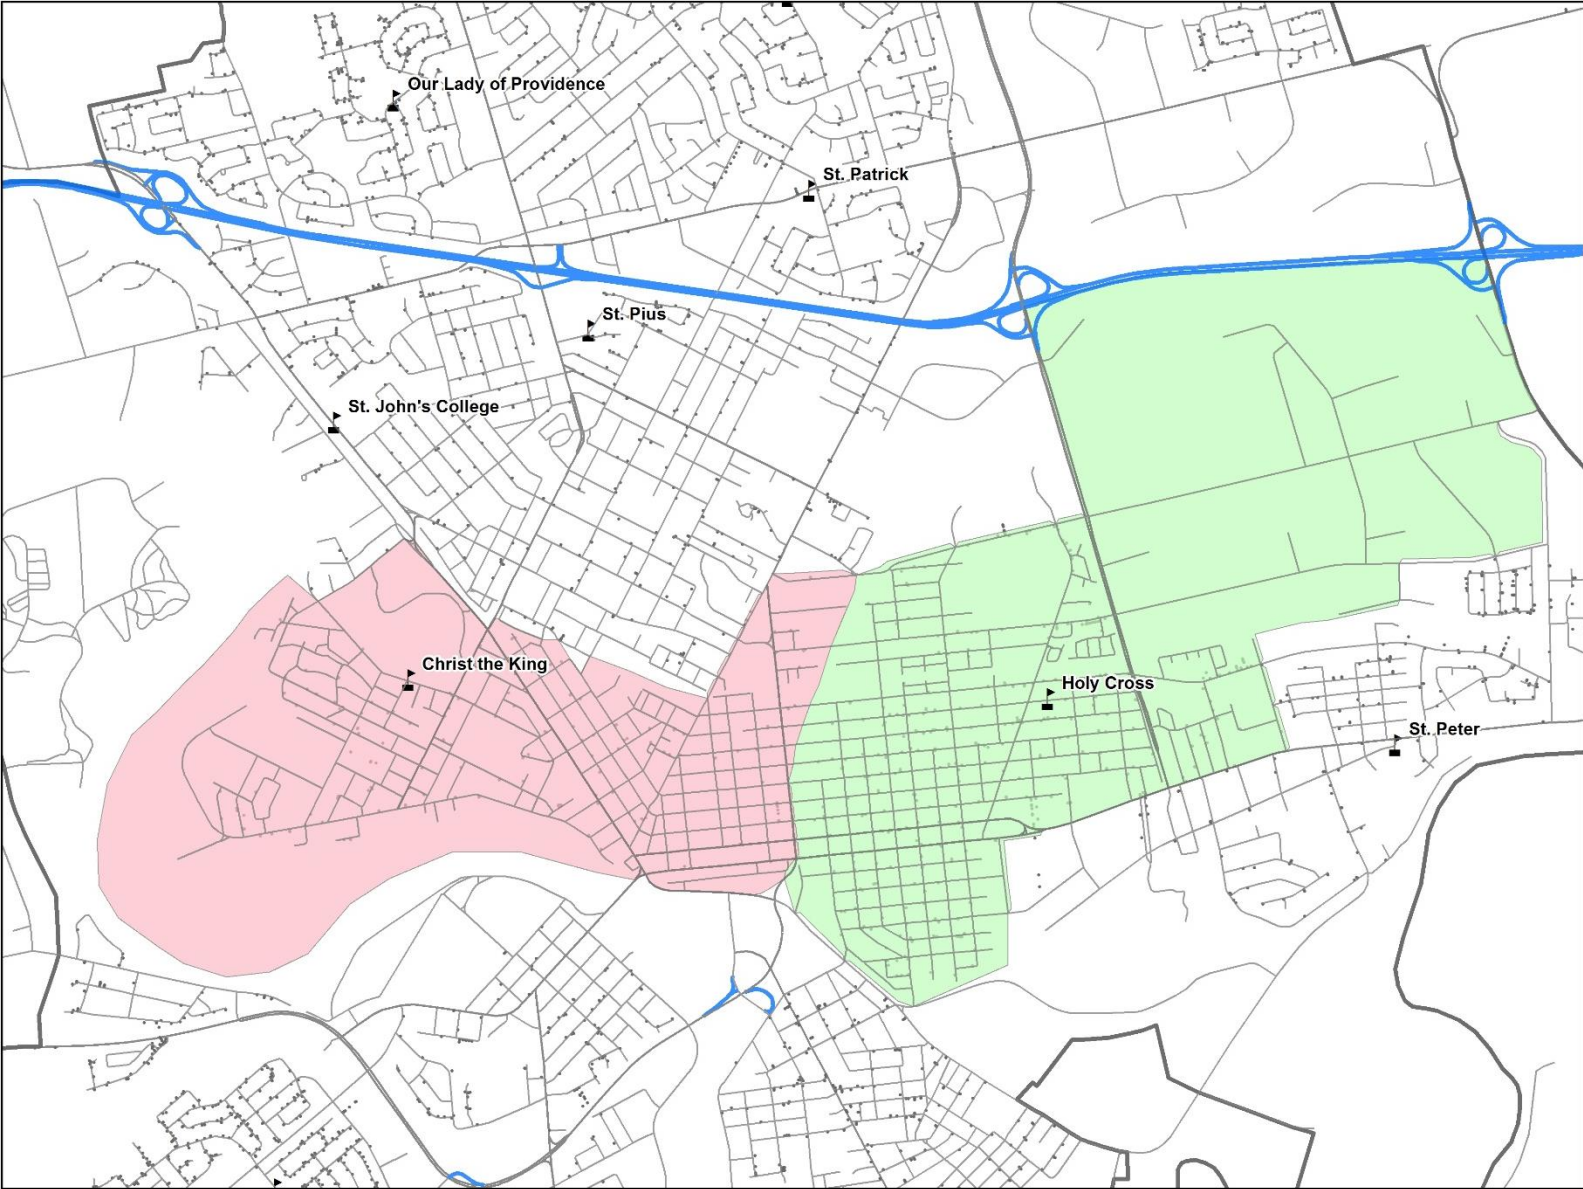 Our Lady of Providence
St. Patrick
St. Pius
St. John's College
Christ the King
Holy Cross
St. Peter